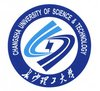 CHANGSHA UNIVERSITY OF SCIENCE & TECHNOLOGY
长沙理工大学